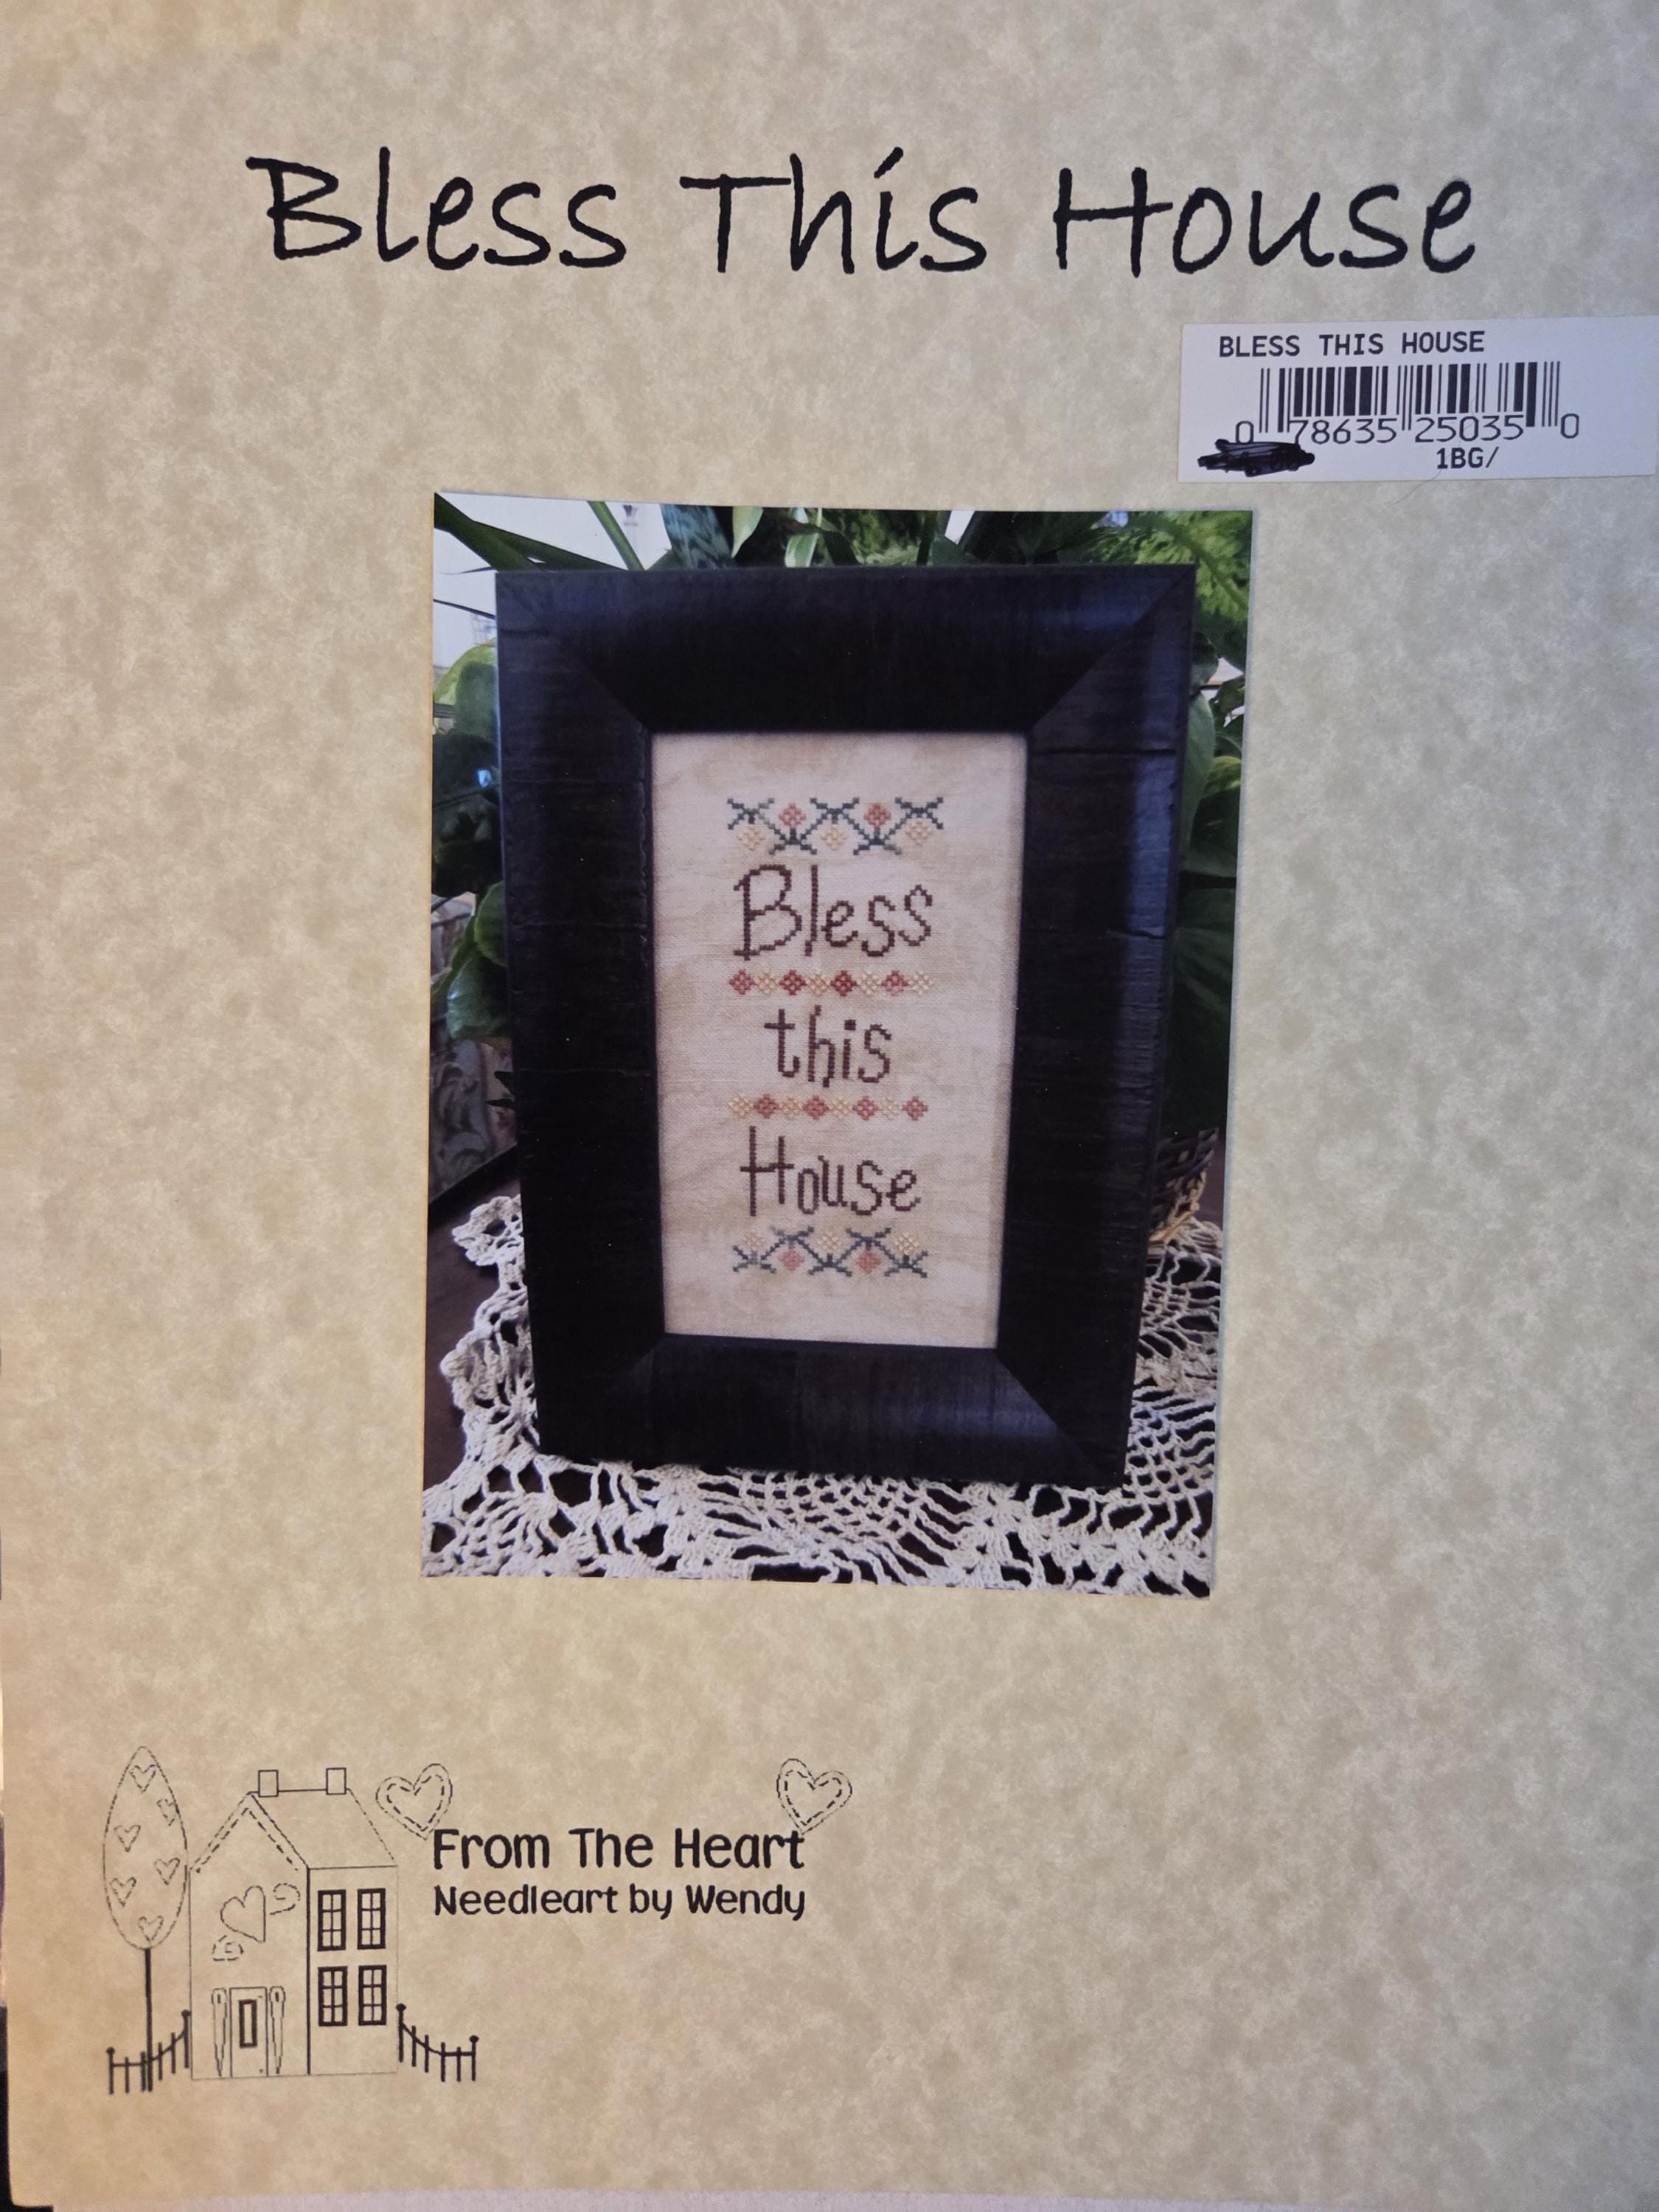 Bless This House
BLESS THIS HOUSE
0 78635 25035 0
1BG/
Bless
this
House
From The Heart
Needleart by Wendy